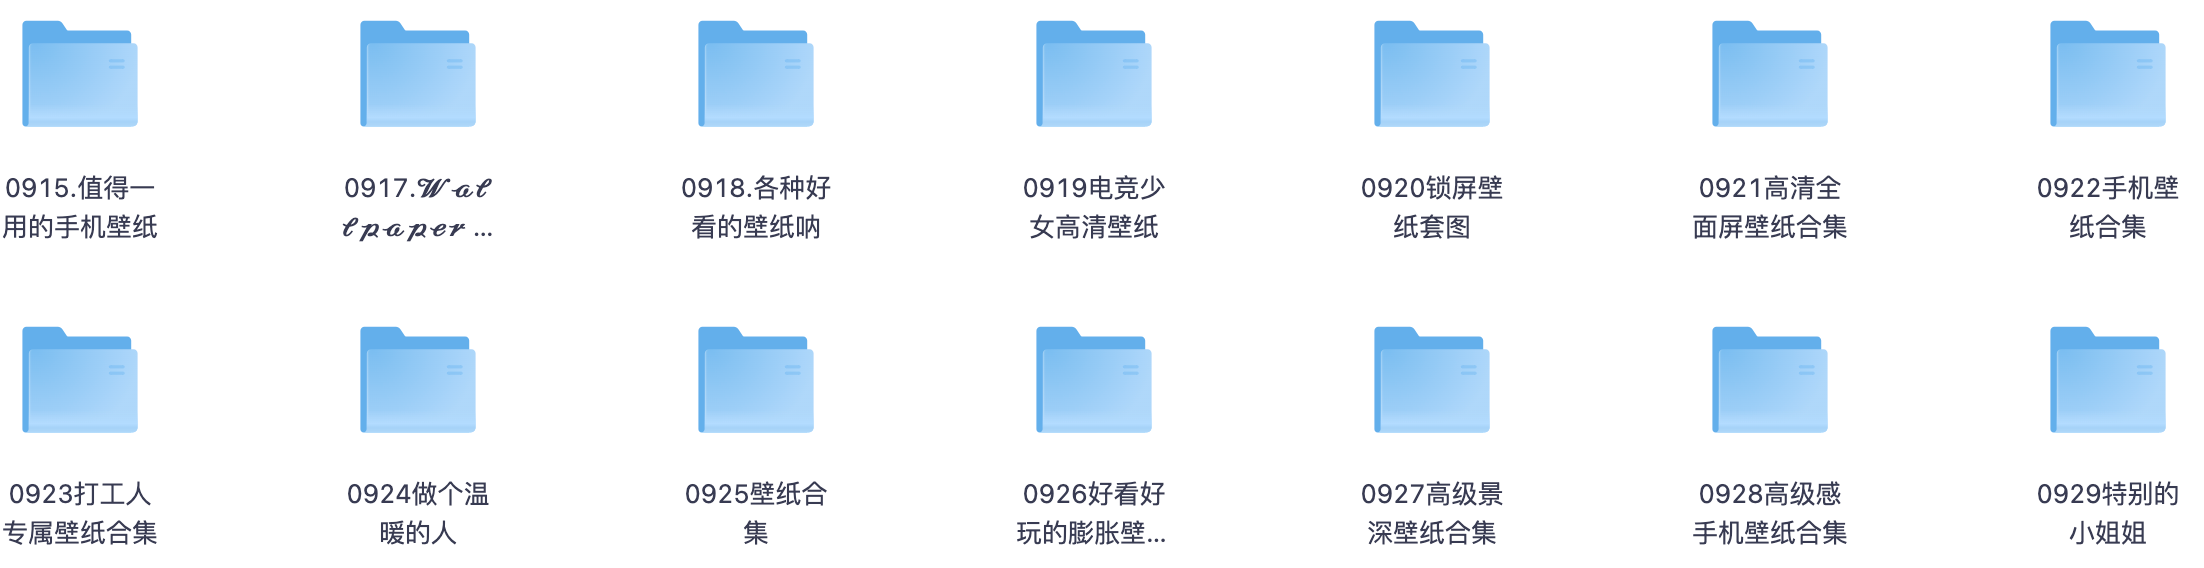 0915.值得一
用的手机壁纸
0917.𝓦𝓪𝓵
𝓵𝓹𝓪𝓹𝓮𝓻 ...
0918.各种好
看的壁纸呐
0919电竞少
女高清壁纸
0920锁屏壁
纸套图
0921高清全
面屏壁纸合集
0922手机壁
纸合集
0923打工人
专属壁纸合集
0924做个温
暖的人
0925壁纸合
集
0926好看好
玩的膨胀壁...
0927高级景
深壁纸合集
0928高级感
手机壁纸合集
0929特别的
小姐姐